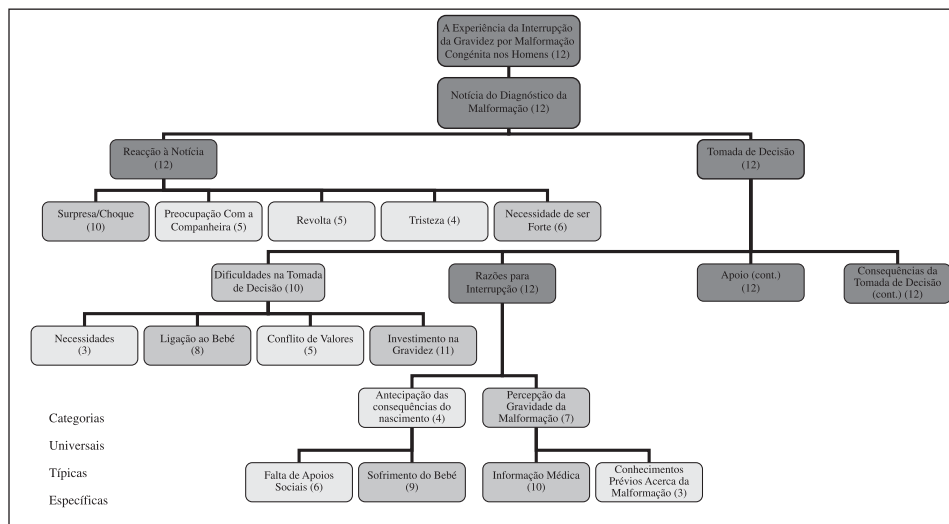 A Experiência da Interrupção
da Gravidez por Malformação
Congénita nos Homens (12)
Notícia do Diagnóstico da
Malformação (12)
Reacção à Notícia
(12)
Tomada de Decisão
(12)
Surpresa/Choque
(10)
Preocupação Com a
Companheira (5)
Revolta (5)
Tristeza (4)
Necessidade de ser
Forte (6)
Dificuldades na Tomada
de Decisão (10)
Razões para
Interrupção (12)
Apoio (cont.)
(12)
Consequências da
Tomada de Decisão
(cont.) (12)
Necessidades
(3)
Ligação ao Bebé
(8)
Conflito de Valores
(5)
Investimento na
Gravidez (11)
Antecipação das
consequências do
nascimento (4)
Percepção da
Gravidade da
Malformação (7)
Falta de Apoios
Sociais (6)
Sofrimento do Bebé
(9)
Informação Médica
(10)
Conhecimentos
Prévios Acerca da
Malformação (3)
Categorias
Universais
Típicas
Específicas